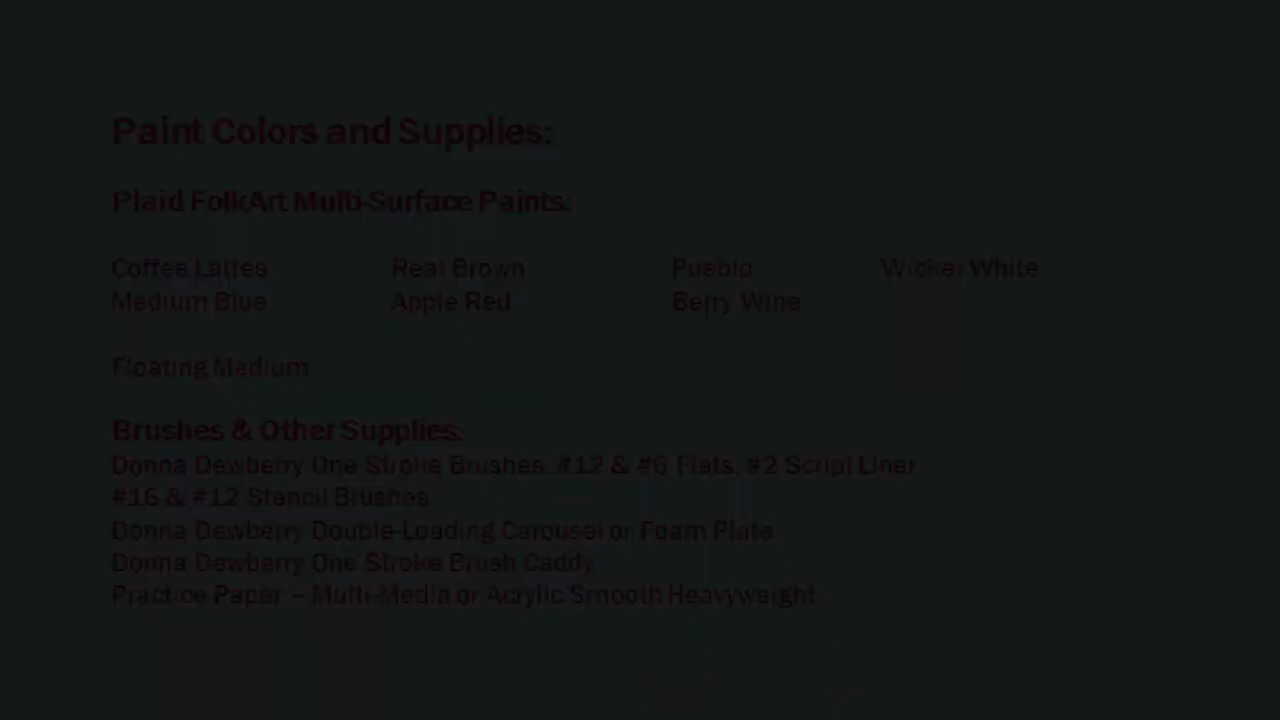 Paint Colors and Supplies:
Plaid FolkArt Multi-Surface Paints:
Coffee Lattes Real Brown Pueblo Wicker White
Medium Blue Apple Red Berry Wine
Floating Medium
Brushes & Other Supplies:
Donna Dewberry One Stroke Brushes, #12 & #6 Flats, #2 Script Liner
#16 & #12 Stencil Brushes
Donna Dewberry Double-Loading Carousel or Foam Plate
Donna Dewberry One Stroke Brush Caddy
Practice Paper – Multi-Media or Acrylic Smooth Heavyweight